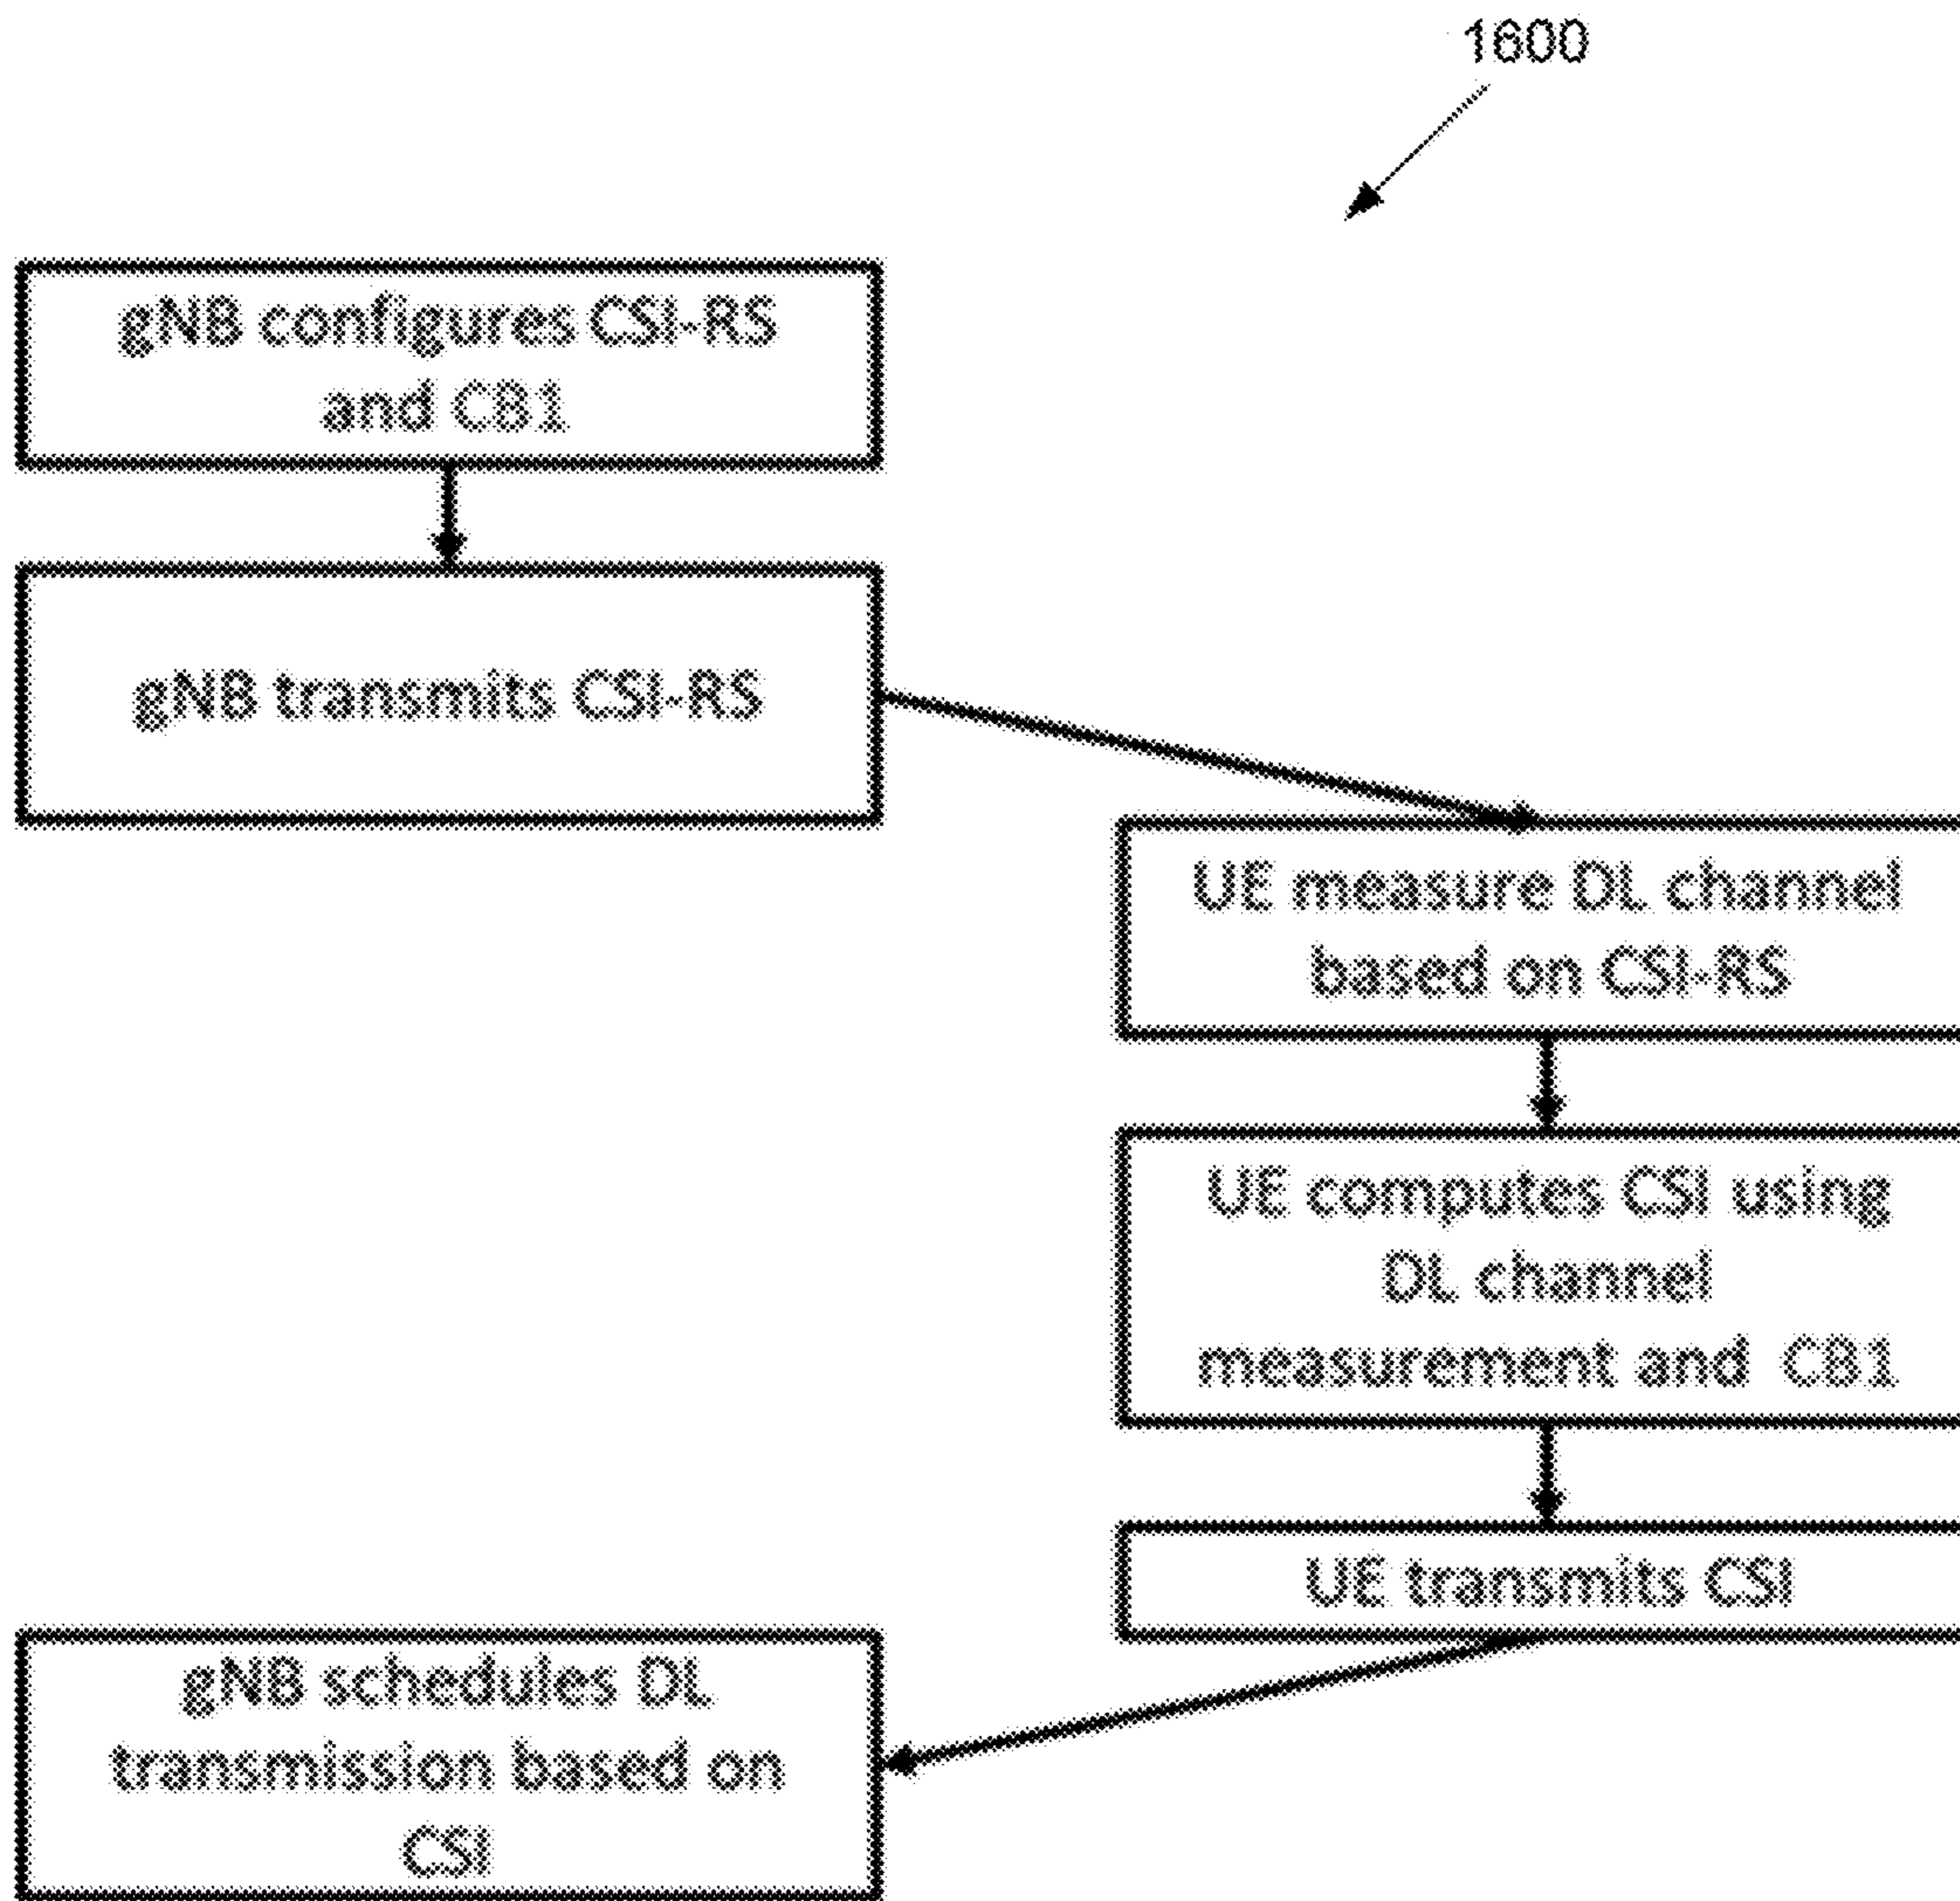 1600
gNB configures CSI-RS
and CB1
gNB transmits CSI-RS
UE measure DL channel
based on CSI-RS
UE computes CSI using
DL channel
measurement and CB1
UE transmits CSI
gNB schedules DL
transmission based on
CSI